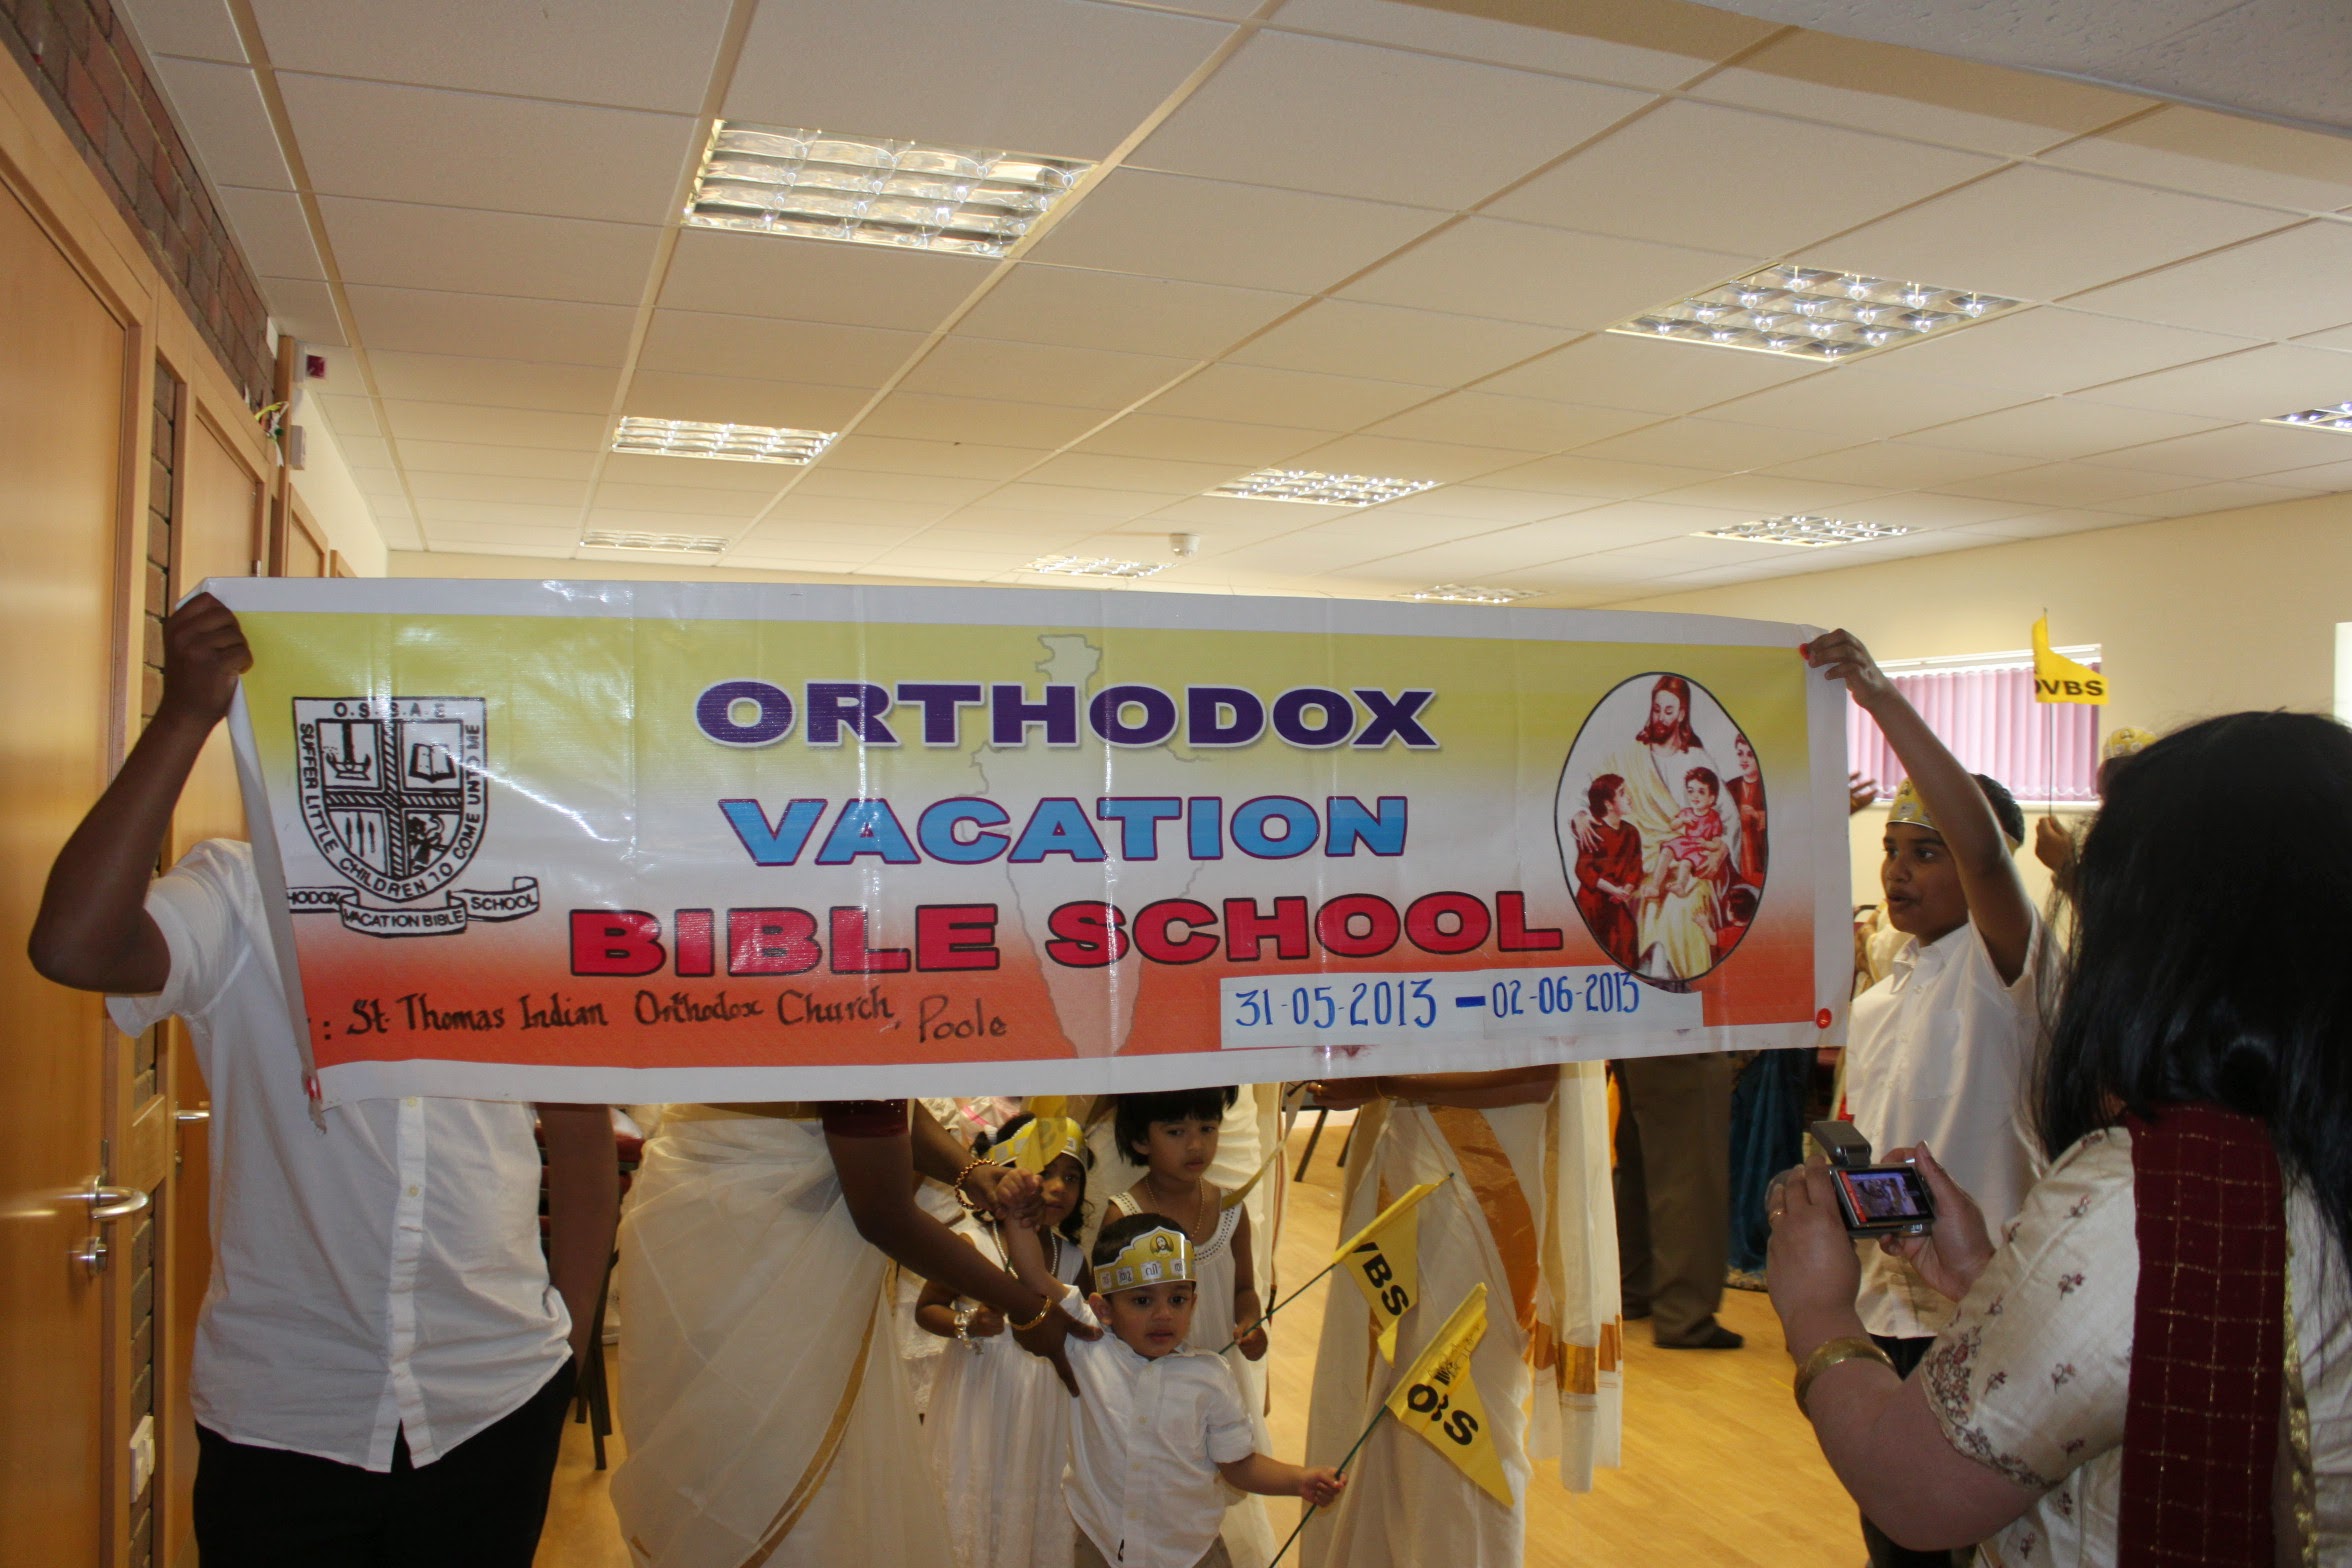 O.S.S.A.E
SUFFER LITTLE CHILDREN TO COME UNTO ME
HODOX VACATION BIBLE SCHOOL
ORTHODOX
VACATION
BIBLE SCHOOL
: St. Thomas Indian Orthodox Church, Poole
31-05-2013 – 02-06-2013
OVBS
VBS